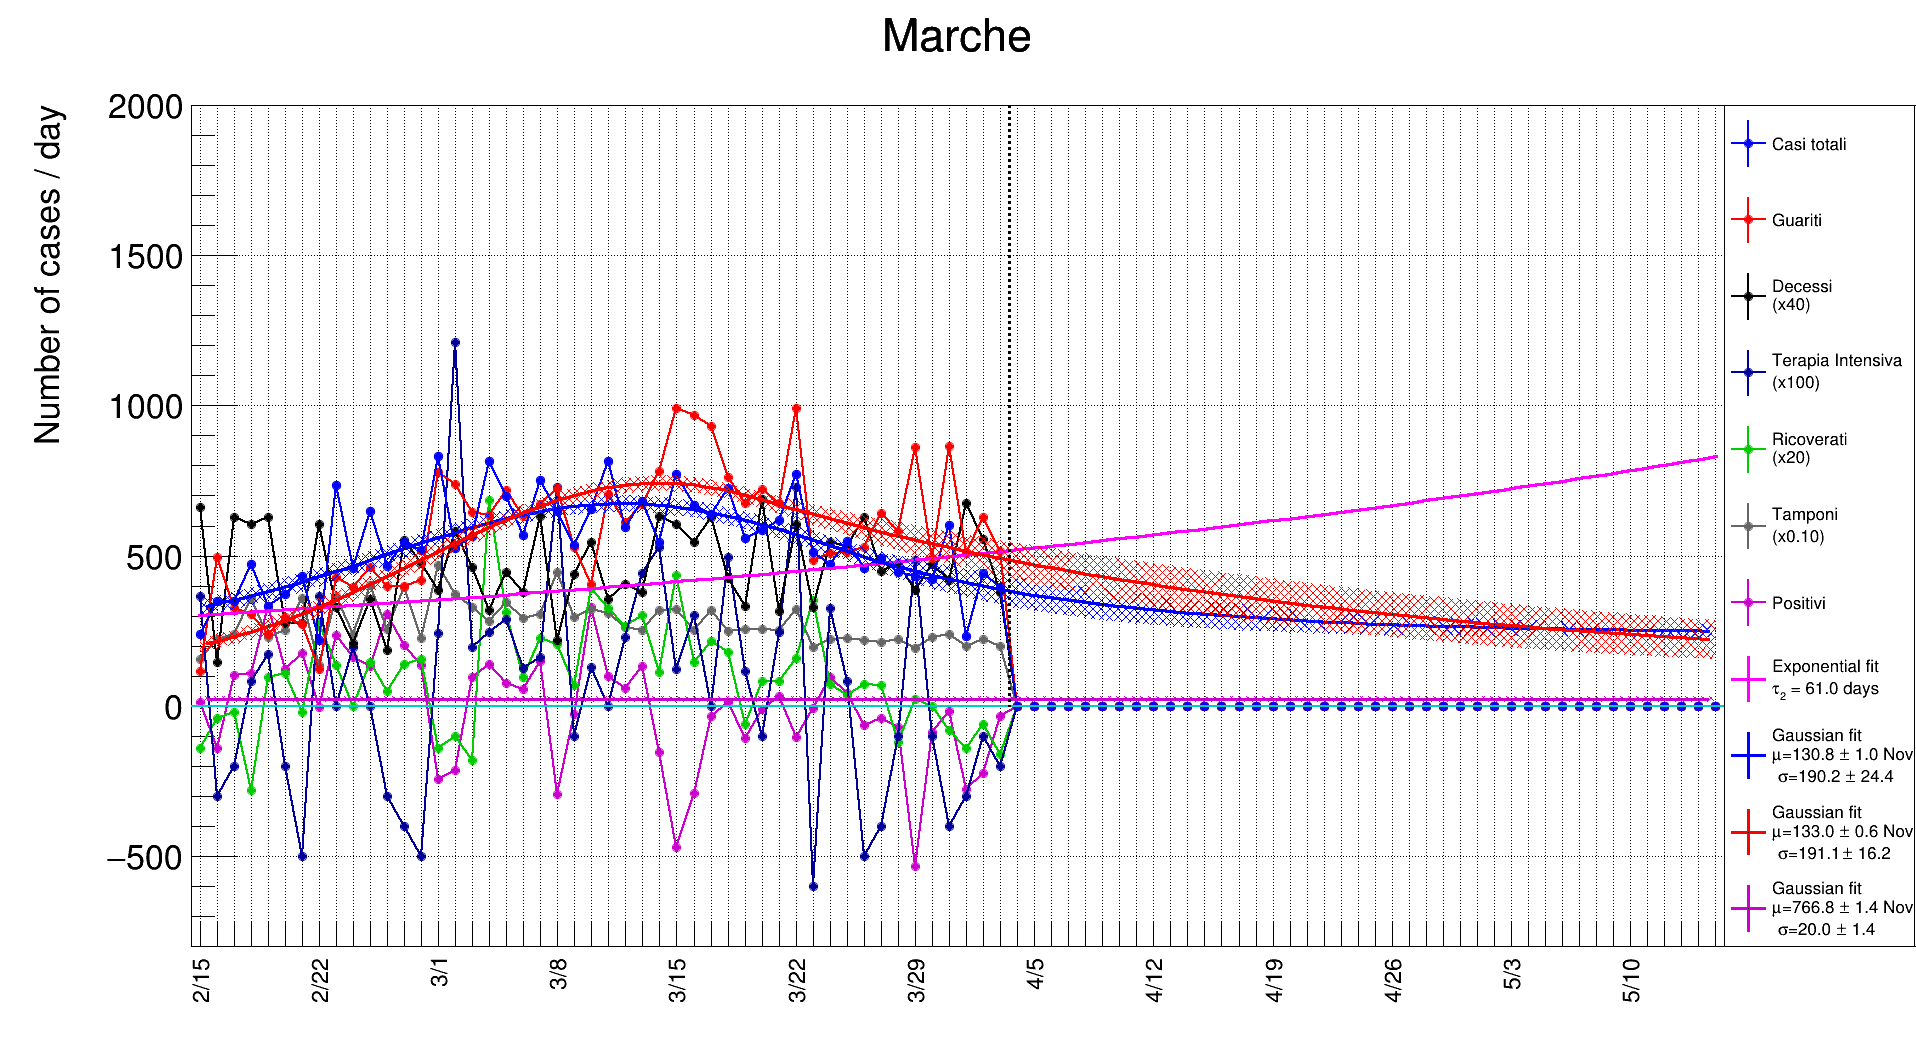 Marche
Number of cases / day
2000
1500
1000
500
0
−500
2/15
2/22
3/1
3/8
3/15
3/22
3/29
4/5
4/12
4/19
4/26
5/3
5/10
Casi totali
Guariti
Decessi
(x40)
Terapia Intensiva
(x100)
Ricoverati
(x20)
Tamponi
(x0.10)
Positivi
Exponential fit
τ2 = 61.0 days
Gaussian fit
μ=130.8 ± 1.0 Nov
σ=190.2 ± 24.4
Gaussian fit
μ=133.0 ± 0.6 Nov
σ=191.1 ± 16.2
Gaussian fit
μ=766.8 ± 1.4 Nov
σ=20.0 ± 1.4